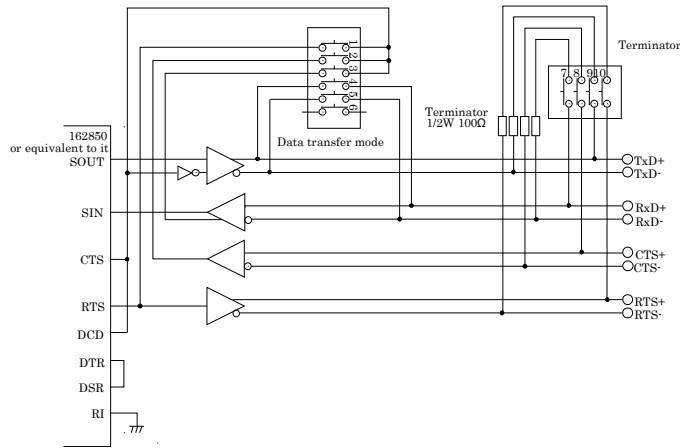 1
2
3
4
5
6
Data transfer mode
Terminator
7 8 9 10
Terminator
1/2W 100Ω
162850
or equivalent to it
SOUT
SIN
CTS
RTS
DCD
DTR
DSR
RI
TxD+
TxD-
RxD+
RxD-
CTS+
CTS-
RTS+
RTS-